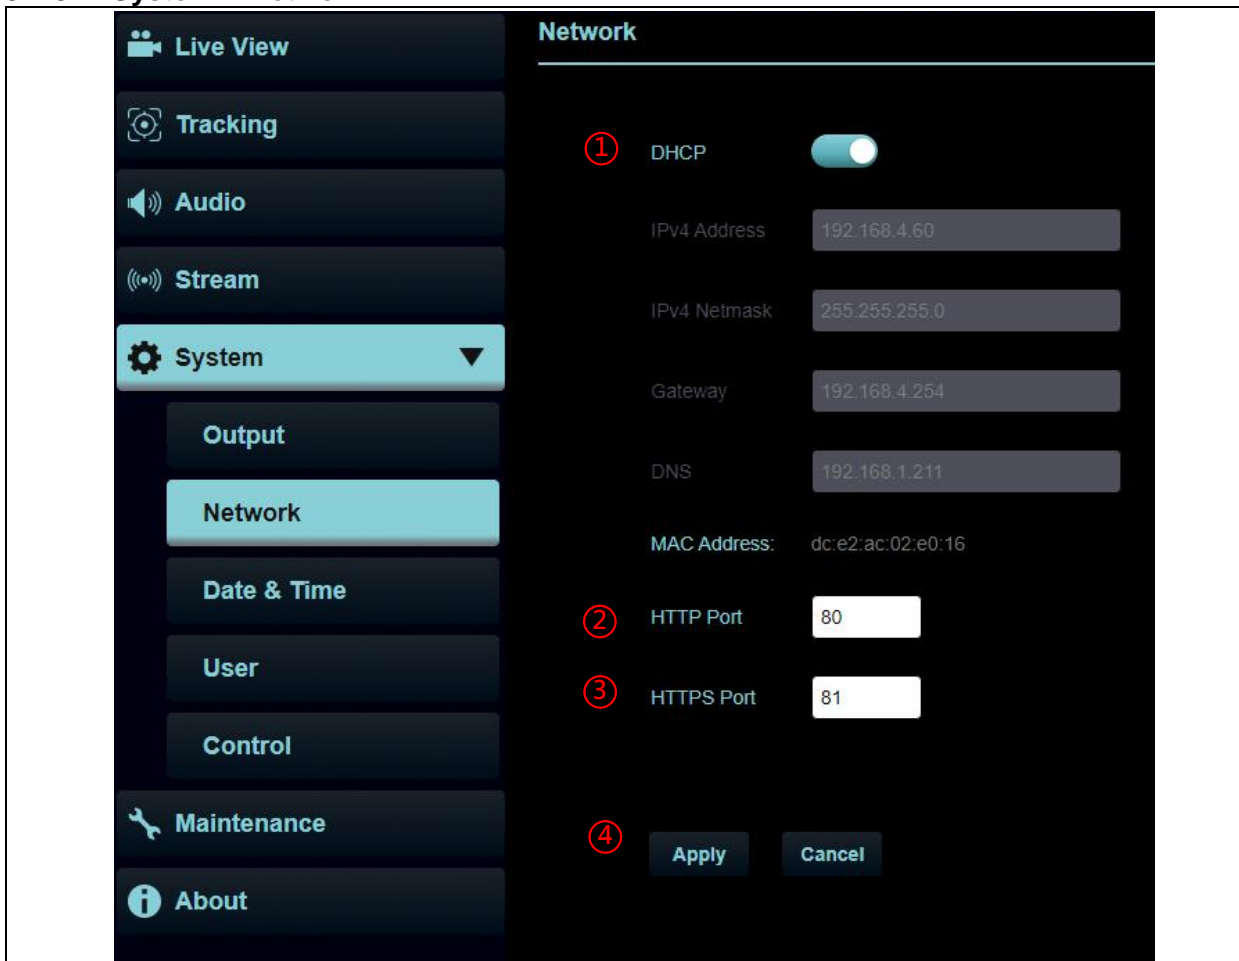 Live View
Tracking
Audio
Stream
System
Output
Network
Date & Time
User
Control
Maintenance
About
Network
① DHCP
IPv4 Address 192.168.4.60
IPv4 Netmask 255.255.255.0
Gateway 192.168.4.254
DNS 192.168.1.211
MAC Address: dc:e2:ac:02:e0:16
② HTTP Port 80
③ HTTPS Port 81
④ Apply Cancel